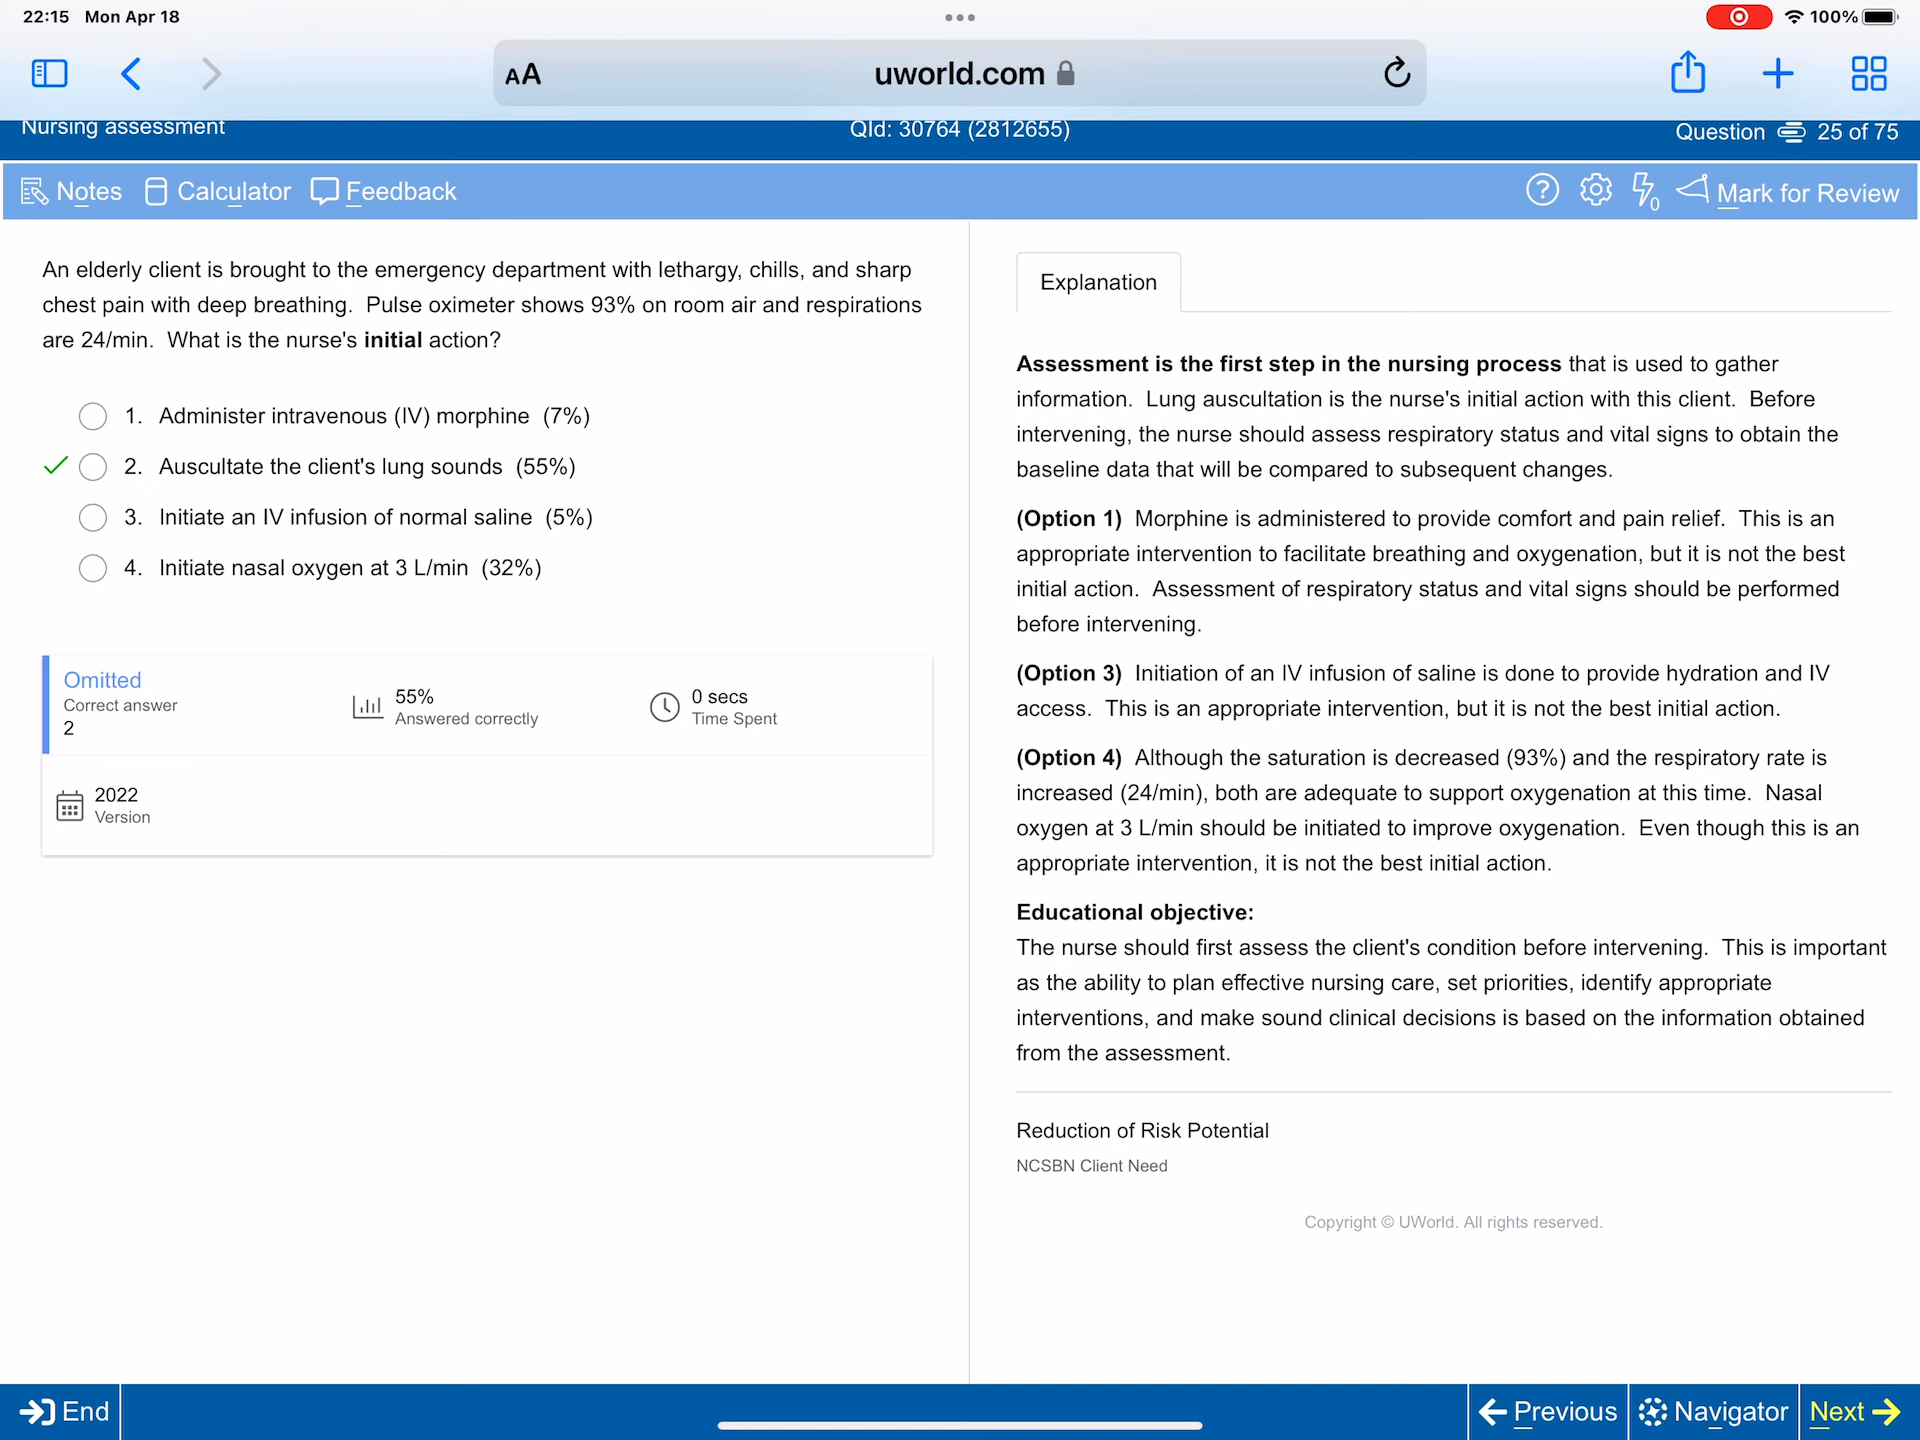 22:15 Mon Apr 18
100%
AA
uworld.com
Nursing assessment
QId: 30764 (2812655)
Question 25 of 75
Notes
Calculator
Feedback
?
0
Mark for Review
An elderly client is brought to the emergency department with lethargy, chills, and sharp
chest pain with deep breathing. Pulse oximeter shows 93% on room air and respirations
are 24/min. What is the nurse's initial action?
1. Administer intravenous (IV) morphine (7%)
2. Auscultate the client's lung sounds (55%)
3. Initiate an IV infusion of normal saline (5%)
4. Initiate nasal oxygen at 3 L/min (32%)
Omitted
Correct answer
2
55%
Answered correctly
0 secs
Time Spent
2022
Version
Explanation
Assessment is the first step in the nursing process that is used to gather
information. Lung auscultation is the nurse's initial action with this client. Before
intervening, the nurse should assess respiratory status and vital signs to obtain the
baseline data that will be compared to subsequent changes.
(Option 1) Morphine is administered to provide comfort and pain relief. This is an
appropriate intervention to facilitate breathing and oxygenation, but it is not the best
initial action. Assessment of respiratory status and vital signs should be performed
before intervening.
(Option 3) Initiation of an IV infusion of saline is done to provide hydration and IV
access. This is an appropriate intervention, but it is not the best initial action.
(Option 4) Although the saturation is decreased (93%) and the respiratory rate is
increased (24/min), both are adequate to support oxygenation at this time. Nasal
oxygen at 3 L/min should be initiated to improve oxygenation. Even though this is an
appropriate intervention, it is not the best initial action.
Educational objective:
The nurse should first assess the client's condition before intervening. This is important
as the ability to plan effective nursing care, set priorities, identify appropriate
interventions, and make sound clinical decisions is based on the information obtained
from the assessment.
Reduction of Risk Potential
NCSBN Client Need
Copyright © UWorld. All rights reserved.
End
Previous
Navigator
Next